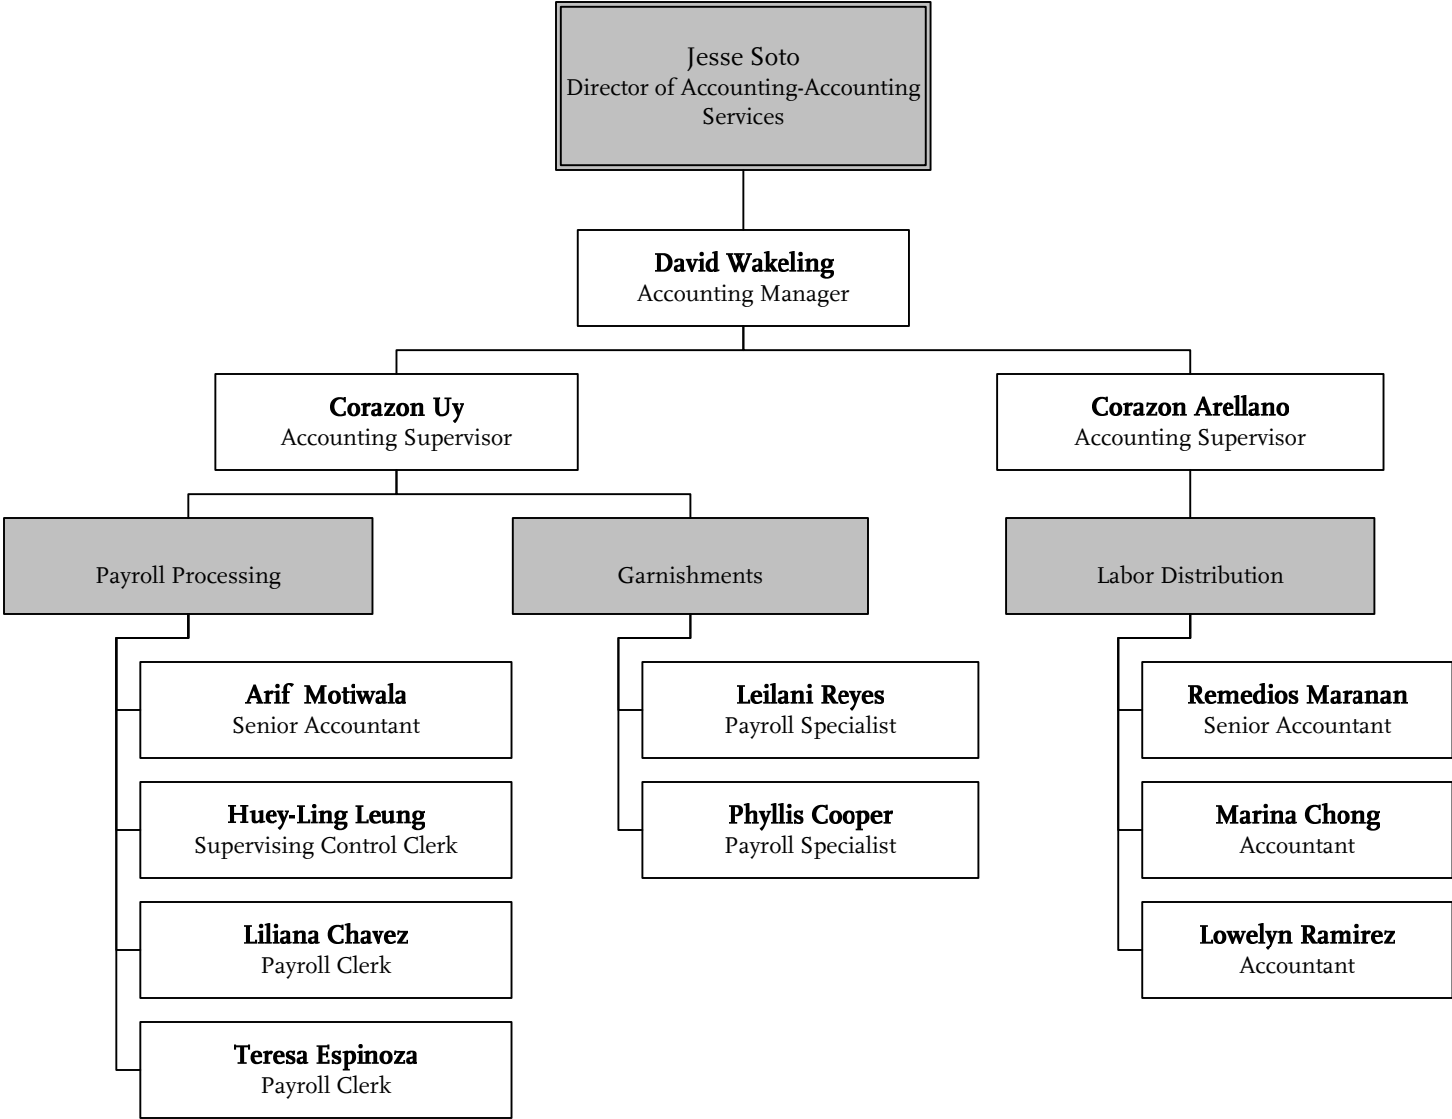 Jesse Soto
Director of Accounting-Accounting
Services
David Wakeling
Accounting Manager
Corazon Uy
Accounting Supervisor
Corazon Arellano
Accounting Supervisor
Payroll Processing
Garnishments
Labor Distribution
Arif  Motiwala
Senior Accountant
Huey-Ling Leung
Supervising Control Clerk
Liliana Chavez
Payroll Clerk
Teresa Espinoza
Payroll Clerk
Leilani Reyes
Payroll Specialist
Phyllis Cooper
Payroll Specialist
Remedios Maranan
Senior Accountant
Marina Chong
Accountant
Lowelyn Ramirez
Accountant